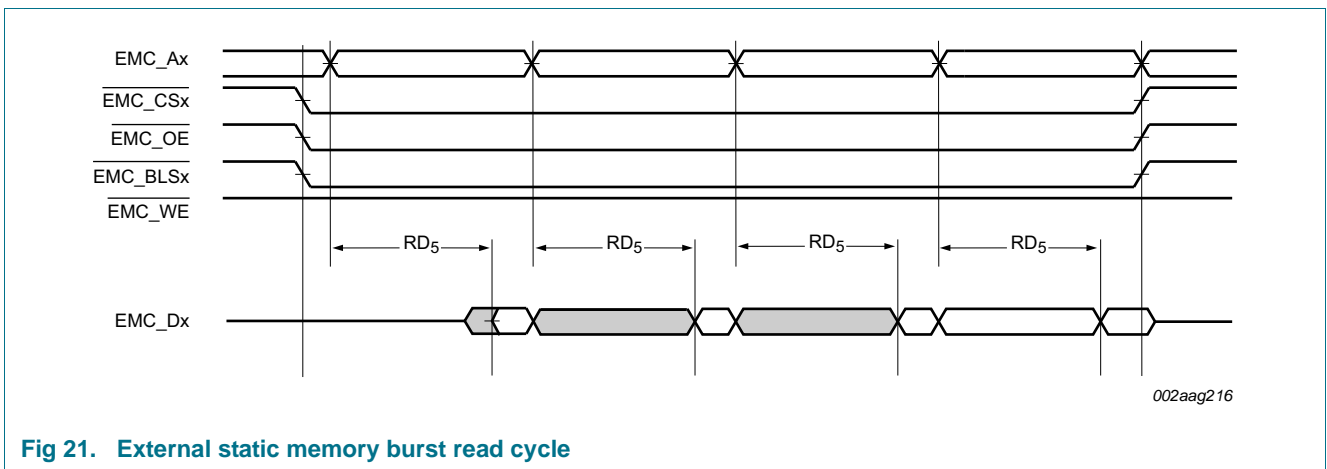 EMC_Ax
EMC_CSx
EMC_OE
EMC_BLSx
EMC_WE
RD5 RD5 RD5 RD5
EMC_Dx
002aag216
Fig 21. External static memory burst read cycle